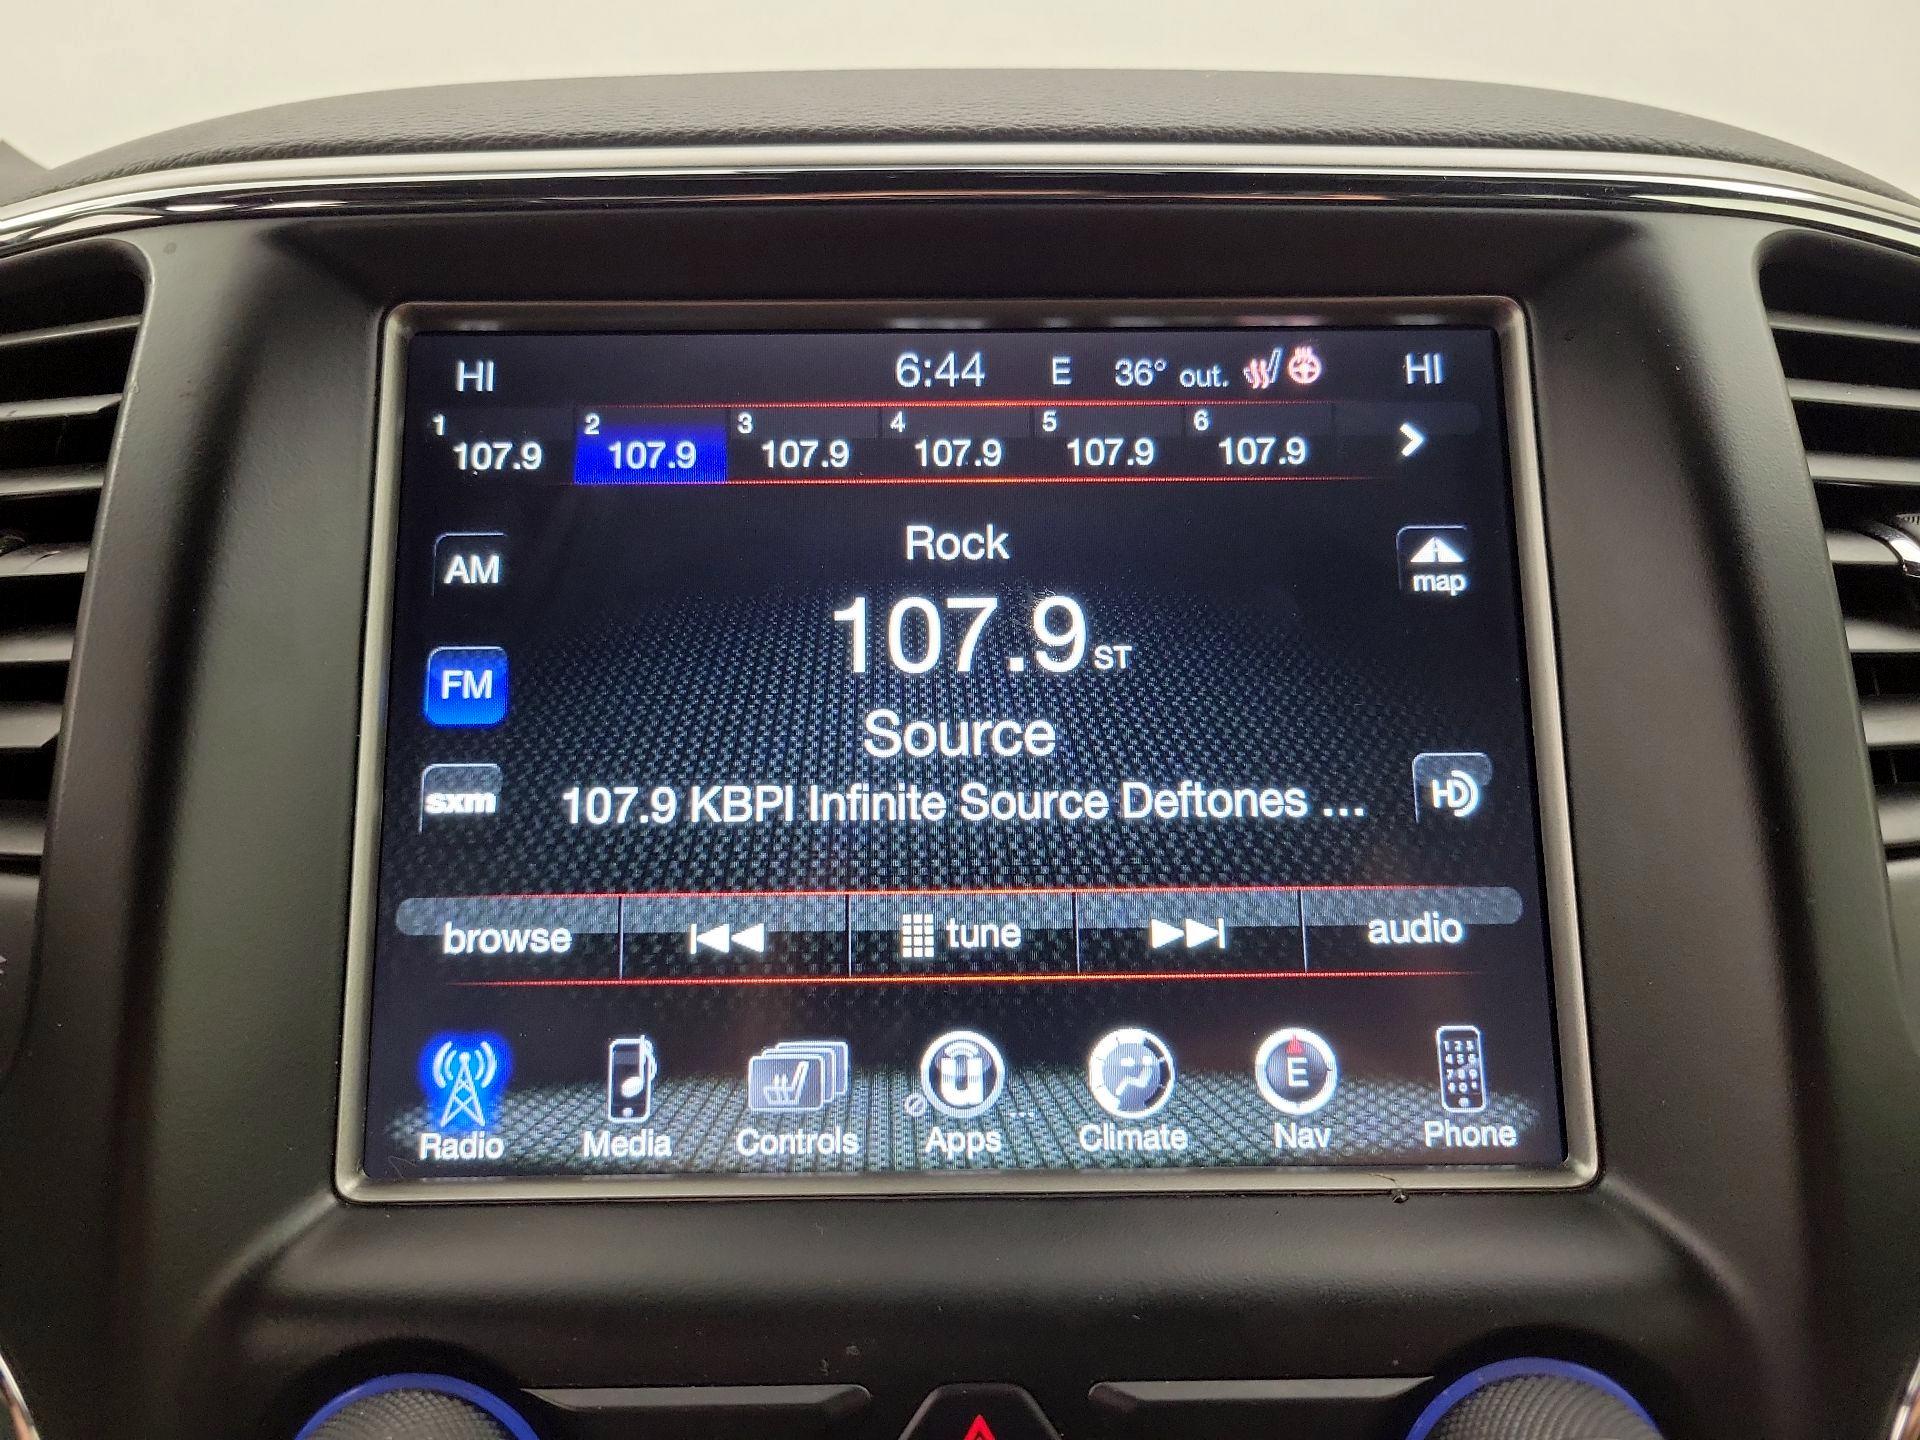 HI 6:44 E 36° out. HI
1 107.9 2 107.9 3 107.9 4 107.9 5 107.9 6 107.9
Rock
AM
map
107.9 ST
FM
Source
sxm
107.9 KBPI Infinite Source Deftones ...
HD
browse tune audio
E
Radio Media Controls Apps ... Climate Nav Phone